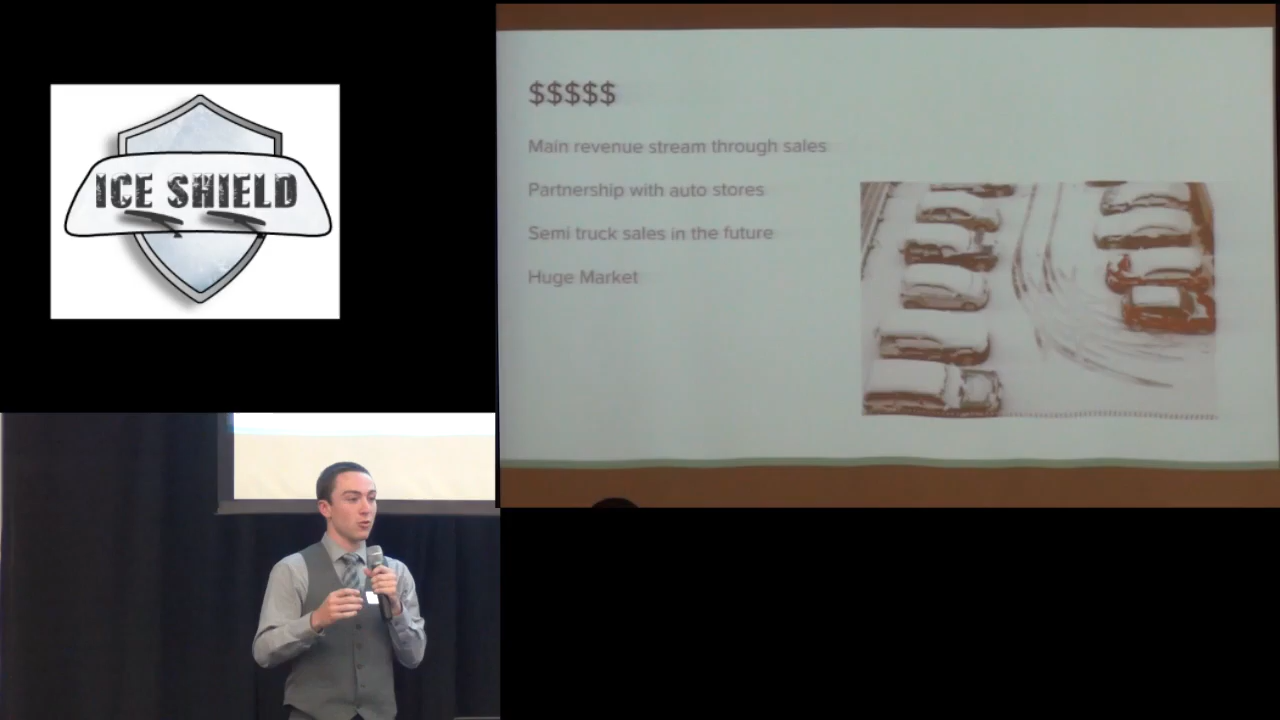 ICE SHIELD
$$$$$
Main revenue stream through sales
Partnership with auto stores
Semi truck sales in the future
Huge Market